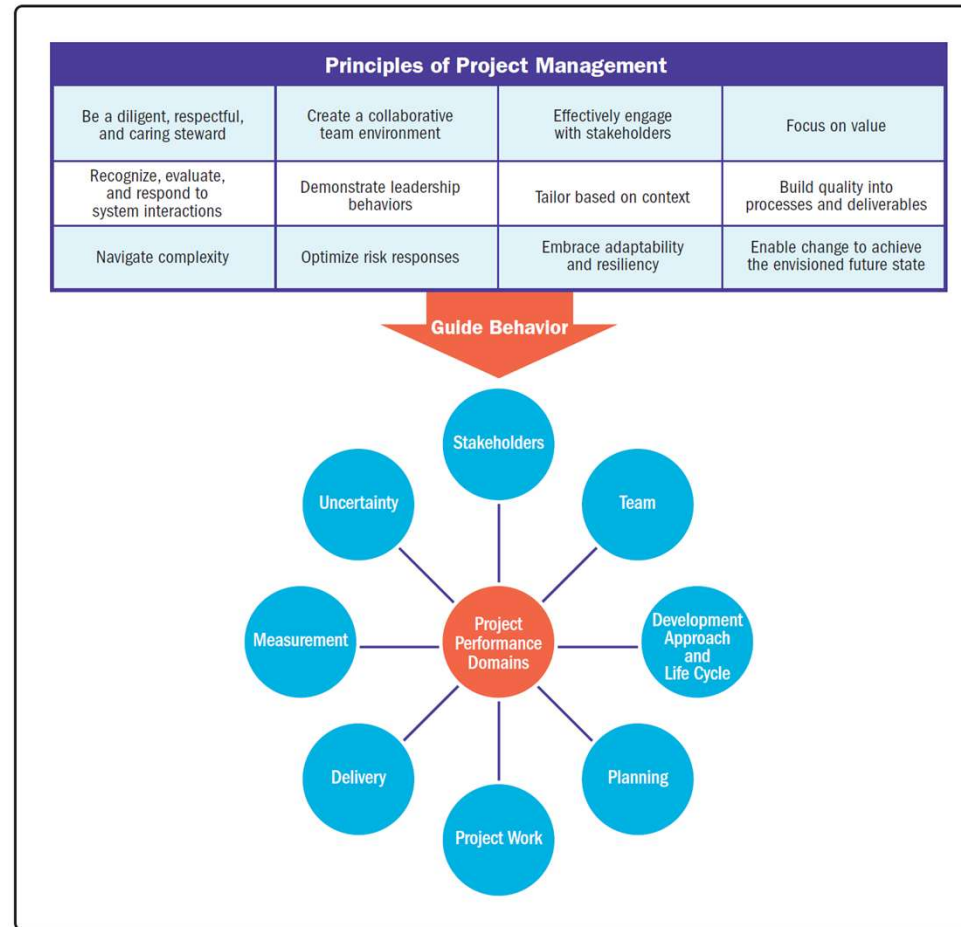 Principles of Project Management
Be a diligent, respectful,
and caring steward
Create a collaborative
team environment
Effectively engage
with stakeholders
Focus on value
Recognize, evaluate,
and respond to
system interactions
Demonstrate leadership
behaviors
Tailor based on context
Build quality into
processes and deliverables
Navigate complexity
Optimize risk responses
Embrace adaptability
and resiliency
Enable change to achieve
the envisioned future state
Guide Behavior
Stakeholders
Team
Development
Approach
and
Life Cycle
Planning
Project Work
Delivery
Measurement
Uncertainty
Project
Performance
Domains